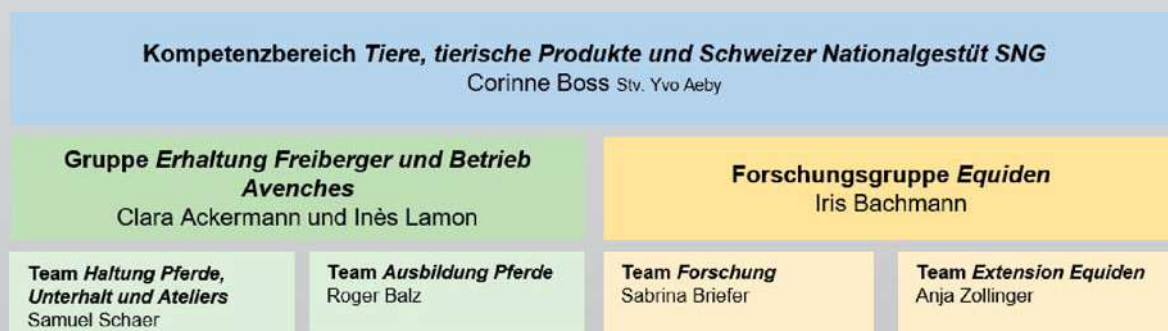 Kompetenzbereich Tiere, tierische Produkte und Schweizer Nationalgestüt SNG
Corinne Boss Stv. Yvo Aeby
Gruppe Erhaltung Freiberger und Betrieb
Avenches
Clara Ackermann und Inès Lamon
Forschungsgruppe Equiden
Iris Bachmann
Team Haltung Pferde,
Unterhalt und Ateliers
Samuel Schaer
Team Ausbildung Pferde
Roger Balz
Team Forschung
Sabrina Briefer
Team Extension Equiden
Anja Zollinger